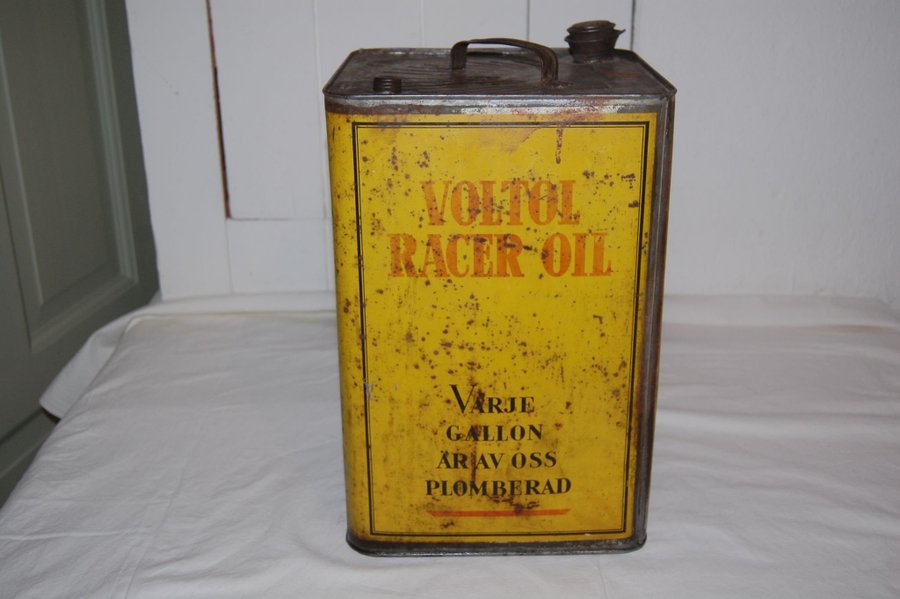 VOLTOL
RACER OIL
VARJE
GALLON
ÄR AV OSS
PLOMBERAD